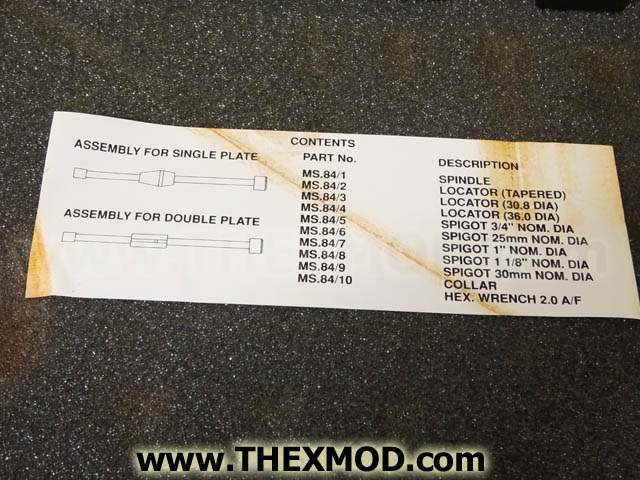 ASSEMBLY FOR SINGLE PLATE
ASSEMBLY FOR DOUBLE PLATE
CONTENTS
PART No.
MS.84/1
MS.84/2
MS.84/3
MS.84/4
MS.84/5
MS.84/6
MS.84/7
MS.84/8
MS.84/9
MS.84/10
DESCRIPTION
SPINDLE
LOCATOR (TAPERED)
LOCATOR (30.8 DIA)
LOCATOR (36.0 DIA)
SPIGOT 3/4" NOM. DIA
SPIGOT 25mm NOM. DIA
SPIGOT 1" NOM. DIA
SPIGOT 1 1/8" NOM. DIA
SPIGOT 30mm NOM. DIA
COLLAR
HEX. WRENCH 2.0 A/F
www.THEXMOD.com